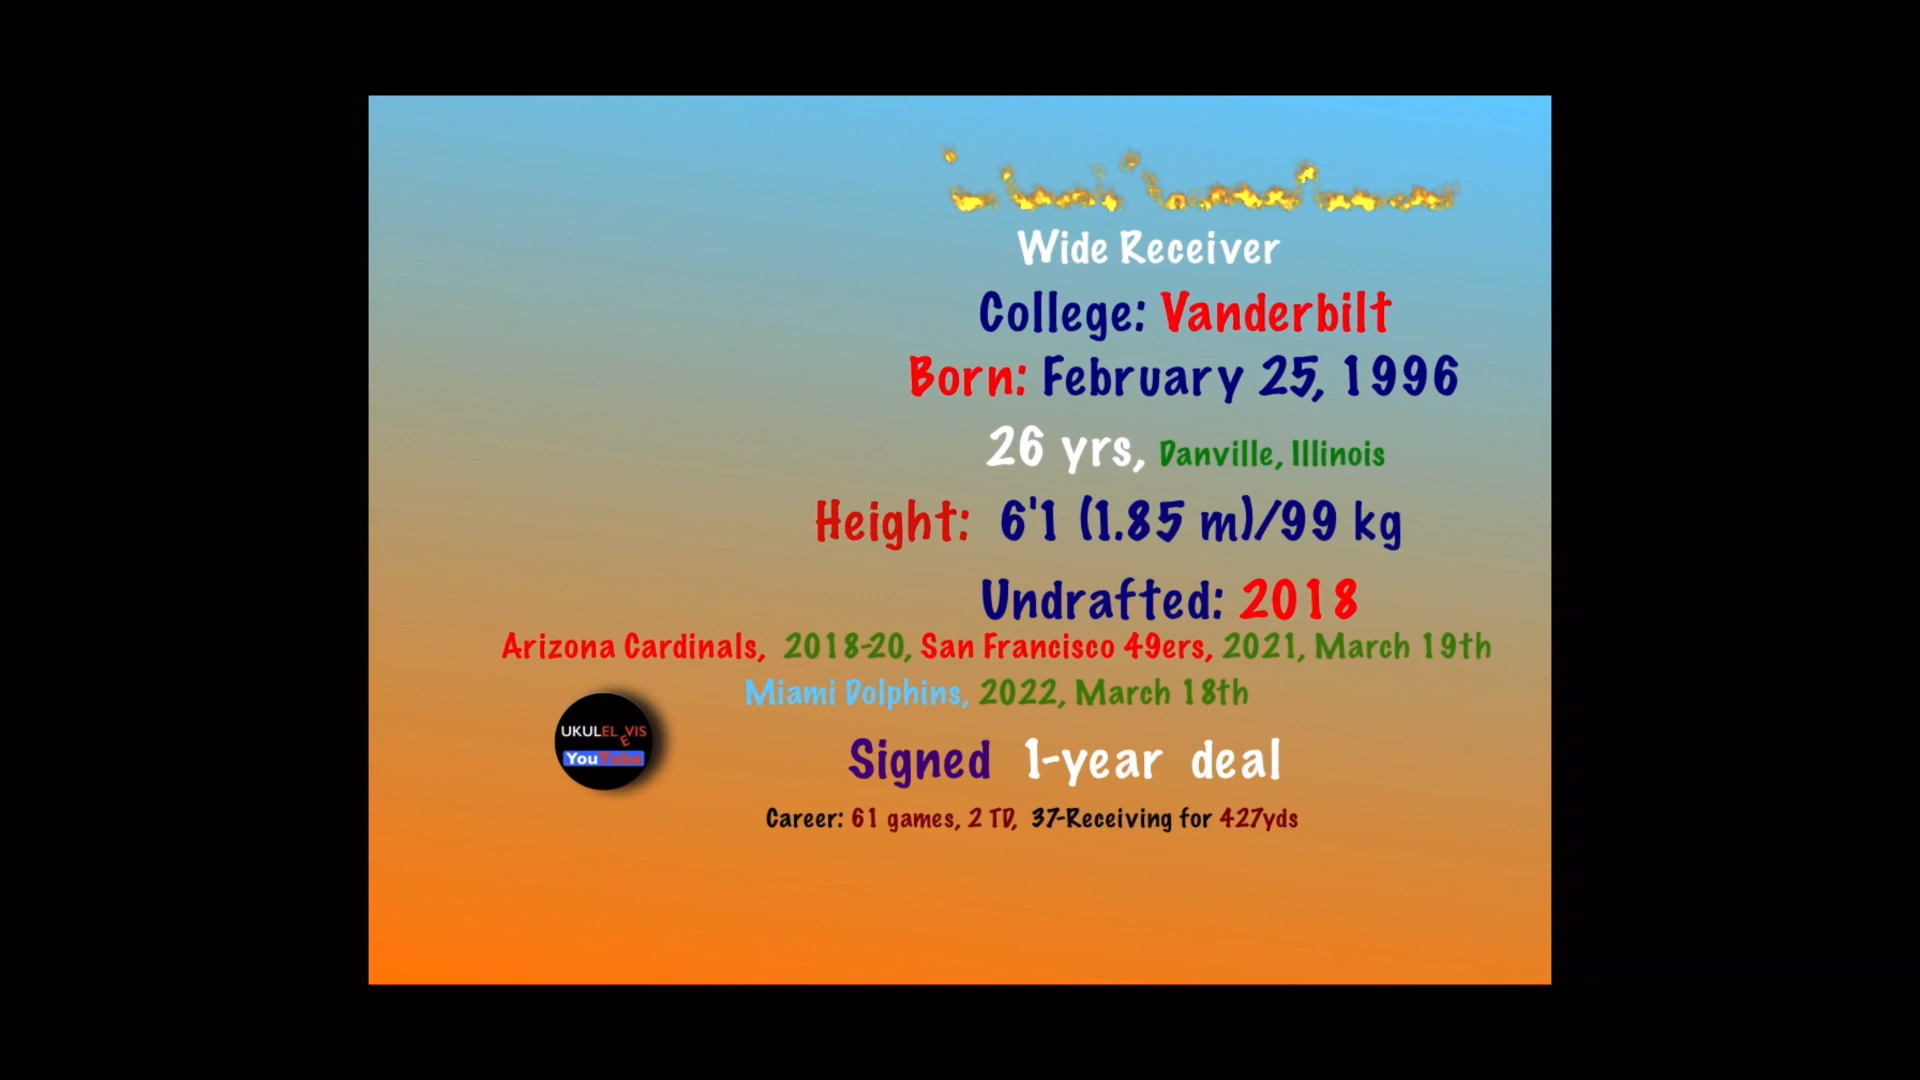 Wide Receiver
College: Vanderbilt
Born: February 25, 1996
26 yrs, Danville, Illinois
Height: 6'1 (1.85 m)/99 kg
Undrafted: 2018
Arizona Cardinals, 2018-20, San Francisco 49ers, 2021, March 19th
Miami Dolphins, 2022, March 18th
UKULELEVIS
YouTube
Signed 1-year deal
Career: 61 games, 2 TD, 37-Receiving for 427yds